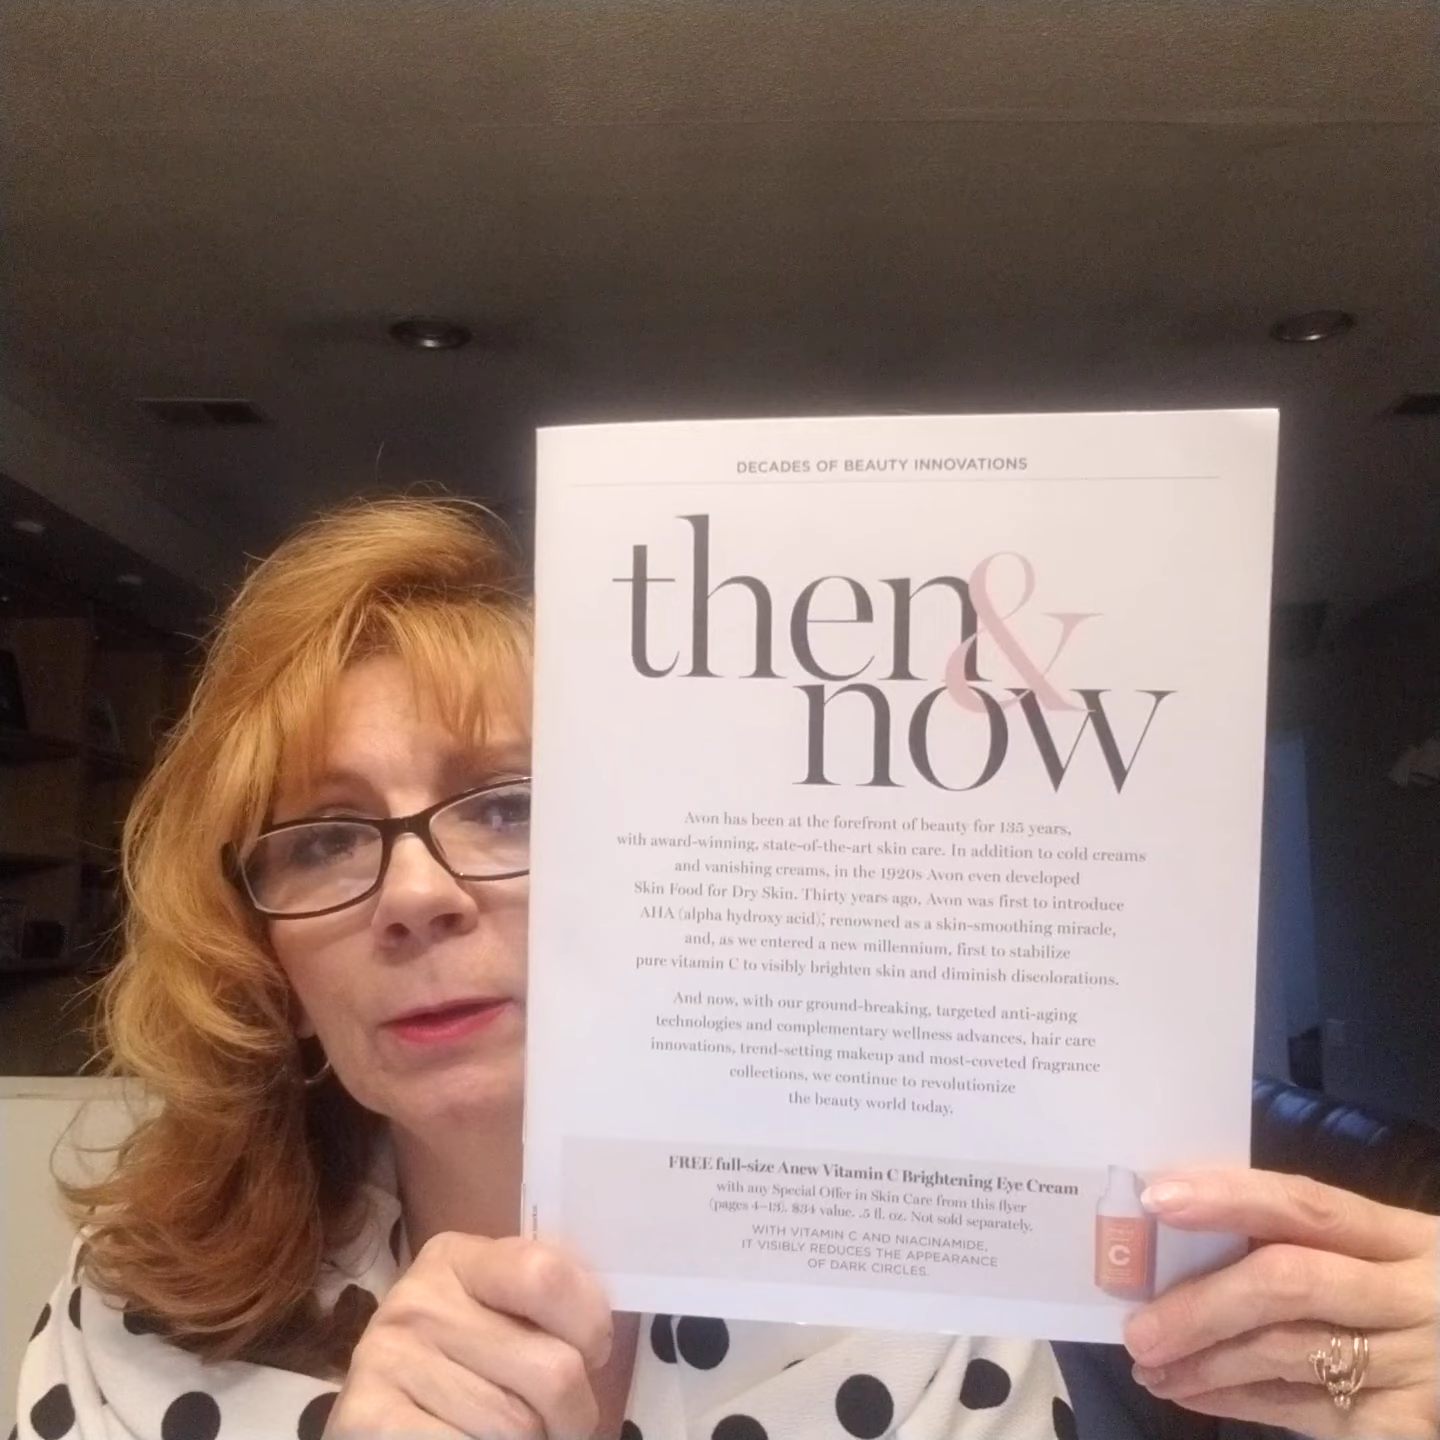 DECADES OF BEAUTY INNOVATIONS
then &
now
Avon has been at the forefront of beauty for 135 years,
with award-winning, state-of-the-art skin care. In addition to cold creams
and vanishing creams, in the 1920s Avon even developed
Skin Food for Dry Skin. Thirty years ago, Avon was first to introduce
AHA (alpha hydroxy acid), renowned as a skin-smoothing miracle,
and, as we entered a new millennium, first to stabilize
pure vitamin C to visibly brighten skin and diminish discolorations.
And now, with our ground-breaking, targeted anti-aging
technologies and complementary wellness advances, hair care
innovations, trend-setting makeup and most-coveted fragrance
collections, we continue to revolutionize
the beauty world today.
FREE full-size Anew Vitamin C Brightening Eye Cream
with any Special Offer in Skin Care from this flyer
(pages 4–13). $34 value. .5 fl. oz. Not sold separately.
WITH VITAMIN C AND NIACINAMIDE,
IT VISIBLY REDUCES THE APPEARANCE
OF DARK CIRCLES.
C